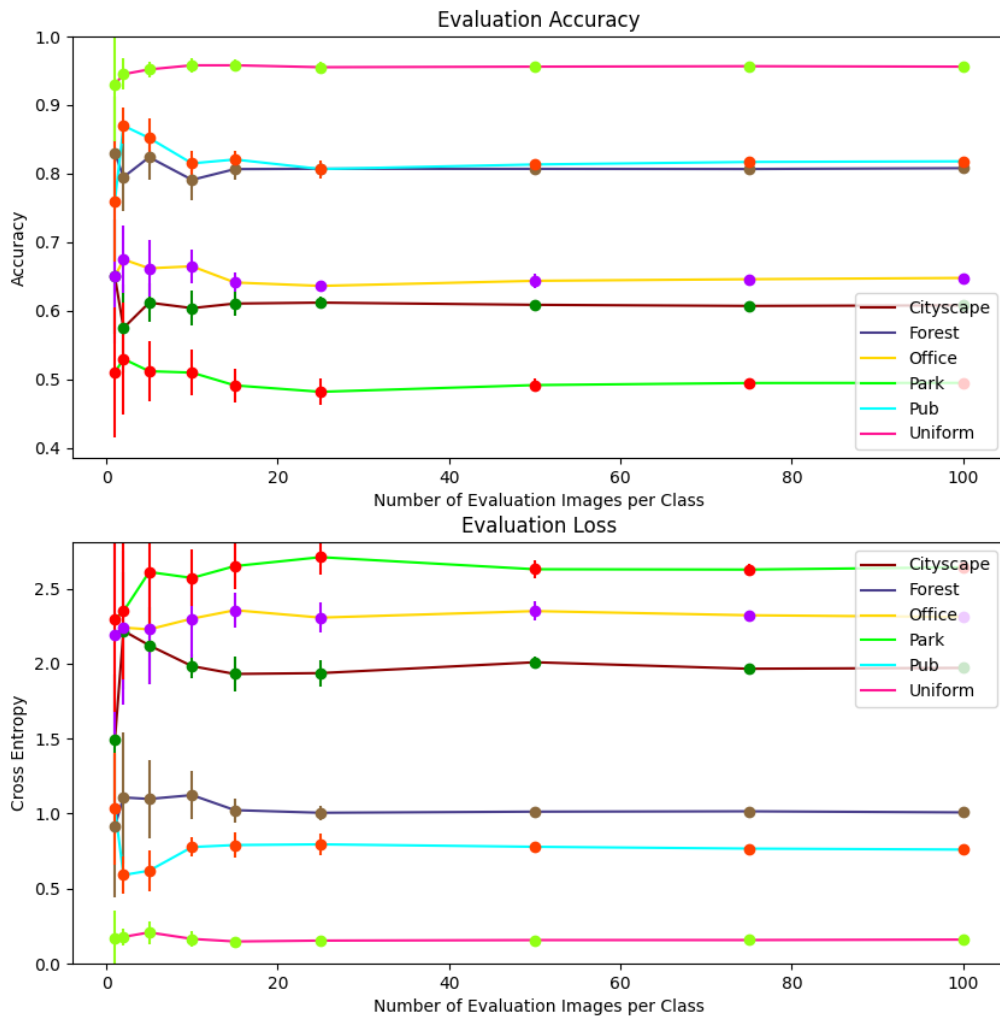 Evaluation Accuracy
1.0
0.9
0.8
0.7
0.6
0.5
0.4
Accuracy
Cityscape
Forest
Office
Park
Pub
Uniform
0 20 40 60 80 100
Number of Evaluation Images per Class
Evaluation Loss
2.5
2.0
1.5
1.0
0.5
0.0
Cross Entropy
Cityscape
Forest
Office
Park
Pub
Uniform
0 20 40 60 80 100
Number of Evaluation Images per Class